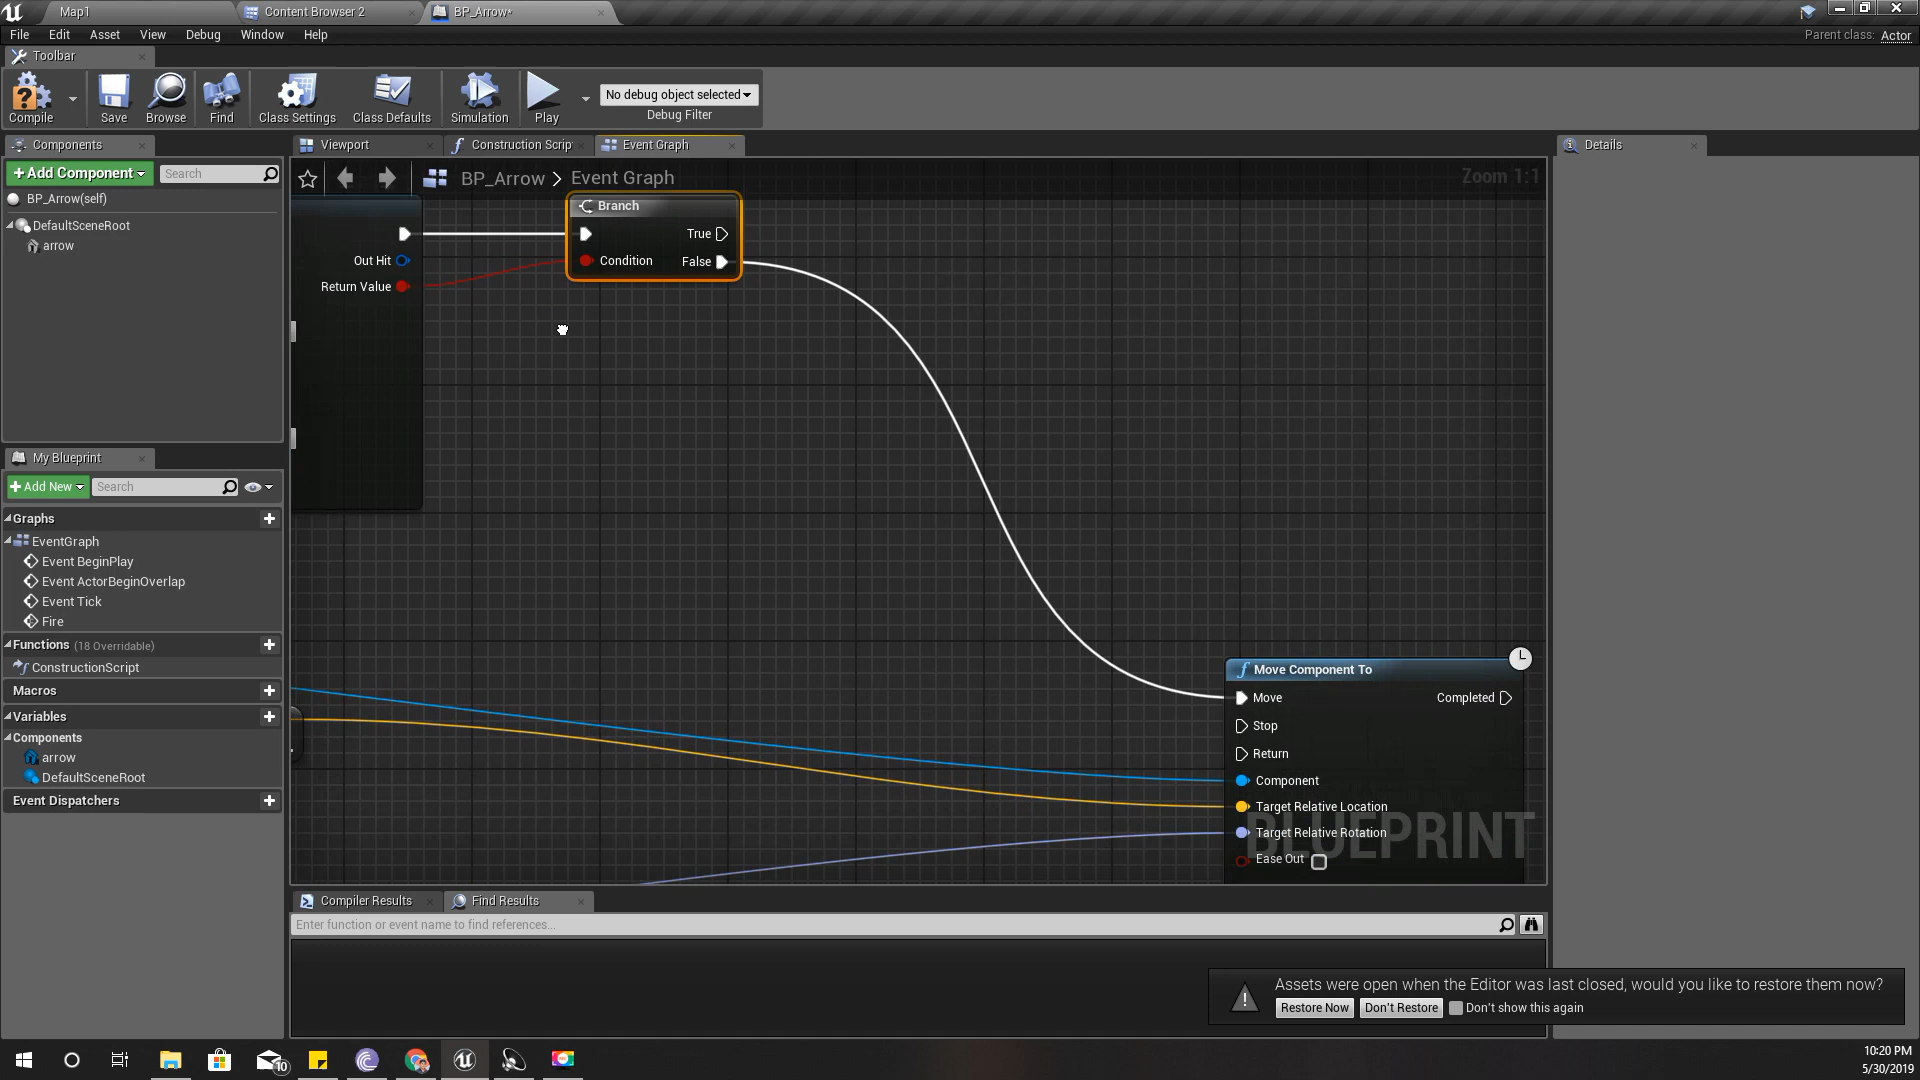 Map1
Content Browser 2
BP_Arrow*
File Edit Asset View Debug Window Help
Parent class: Actor
Toolbar
Compile
Save
Browse
Find
Class Settings
Class Defaults
Simulation
Play
No debug object selected
Debug Filter
Components
+Add Component
Search
BP_Arrow(self)
DefaultSceneRoot
arrow
My Blueprint
+Add New
Search
Graphs
EventGraph
Event BeginPlay
Event ActorBeginOverlap
Event Tick
Fire
Functions (18 Overridable)
ConstructionScript
Macros
Variables
Components
arrow
DefaultSceneRoot
Event Dispatchers
Viewport
Construction Scrip
Event Graph
BP_Arrow > Event Graph
Zoom 1:1
Out Hit
Return Value
Branch
True
Condition
False
Move Component To
Move
Completed
Stop
Return
Component
Target Relative Location
Target Relative Rotation
Ease Out
BLUEPRINT
Compiler Results
Find Results
Enter function or event name to find references...
Details
Assets were open when the Editor was last closed, would you like to restore them now?
Restore Now
Don't Restore
Don't show this again
10
10:20 PM
5/30/2019